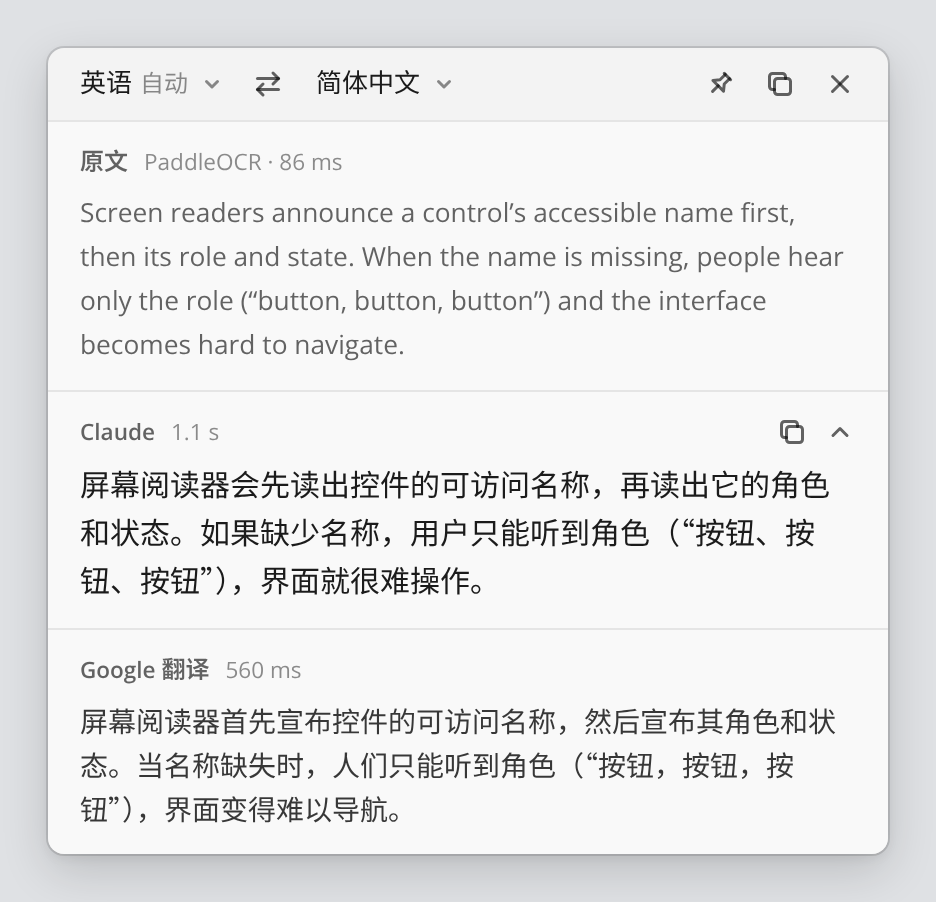 英语 自动 简体中文
原文 PaddleOCR · 86 ms
Screen readers announce a control’s accessible name first,
then its role and state. When the name is missing, people hear
only the role (“button, button, button”) and the interface
becomes hard to navigate.
Claude 1.1 s
屏幕阅读器会先读出控件的可访问名称，再读出它的角色
和状态。如果缺少名称，用户只能听到角色（“按钮、按
钮、按钮”），界面就很难操作。
Google 翻译 560 ms
屏幕阅读器首先宣布控件的可访问名称，然后宣布其角色和状
态。当名称缺失时，人们只能听到角色（“按钮，按钮，按
钮”），界面变得难以导航。